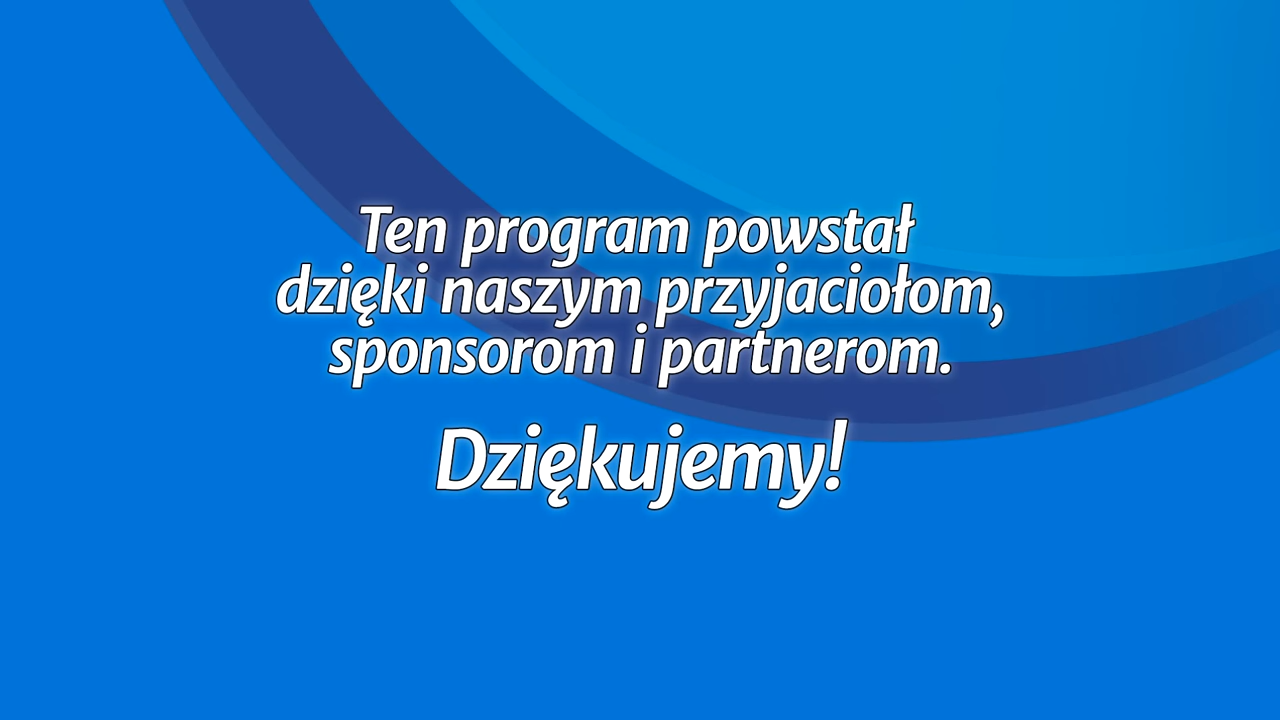 Ten program powstał
dzięki naszym przyjaciołom,
sponsorom i partnerom.
Dziękujemy!